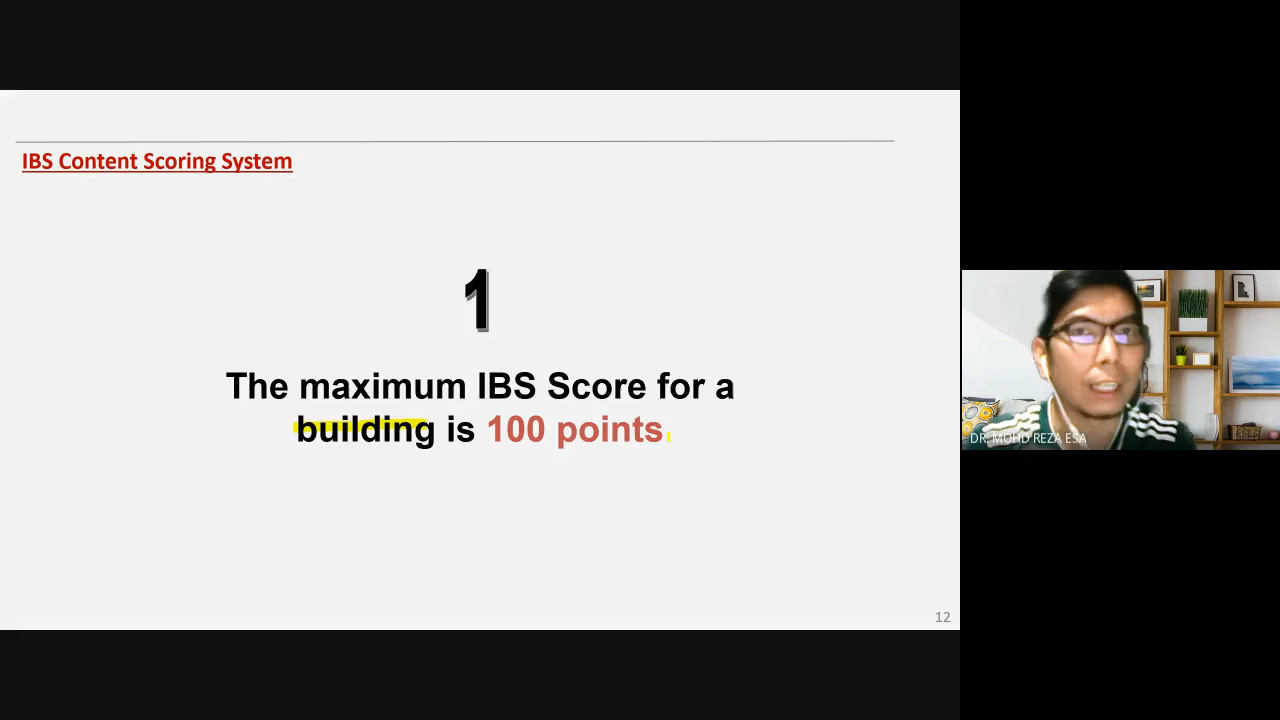 IBS Content Scoring System
1
The maximum IBS Score for a
building is 100 points.
12
DR. MOHD REZA ESA